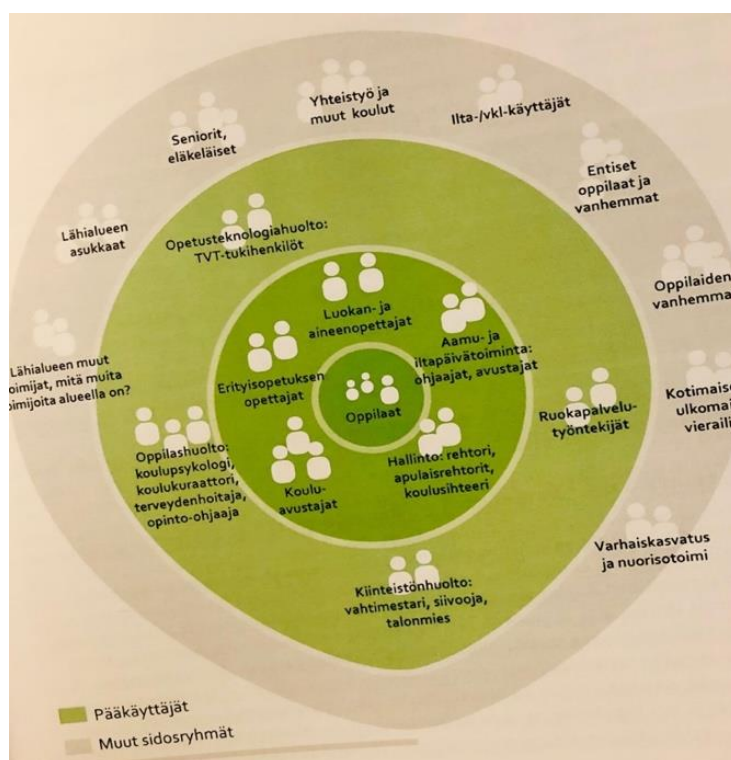 Yhteistyö ja
muut koulut
Ilta-/vkl-käyttäjät
Seniorit,
eläkeläiset
Entiset
oppilaat ja
vanhemmat
Lähialueen
asukkaat
Opetusteknologiahuolto:
TVT-tukihenkilöt
Oppilaiden
vanhemma
Luokan- ja
aineenopettajat
Aamu- ja
iltapäivätoiminta:
ohjaajat, avustajat
Lähialueen muut
oimijat, mitä muita
oimijoita alueella on?
Erityisopetuksen
opettajat
Oppilaat
Kotimaise
ulkomai
vieraili
Ruokapalvelu-
työntekijät
Oppilashuolto:
koulupsykologi,
koulukuraattori,
terveydenhoitaja,
opinto-ohjaaja
Koulu-
avustajat
Hallinto: rehtori,
apulaisrehtorit,
koulusihteeri
Varhaiskasvatus
ja nuorisotoimi
Kiinteistönhuolto:
vahtimestari, siivooja,
talonmies
Pääkäyttäjät
Muut sidosryhmät